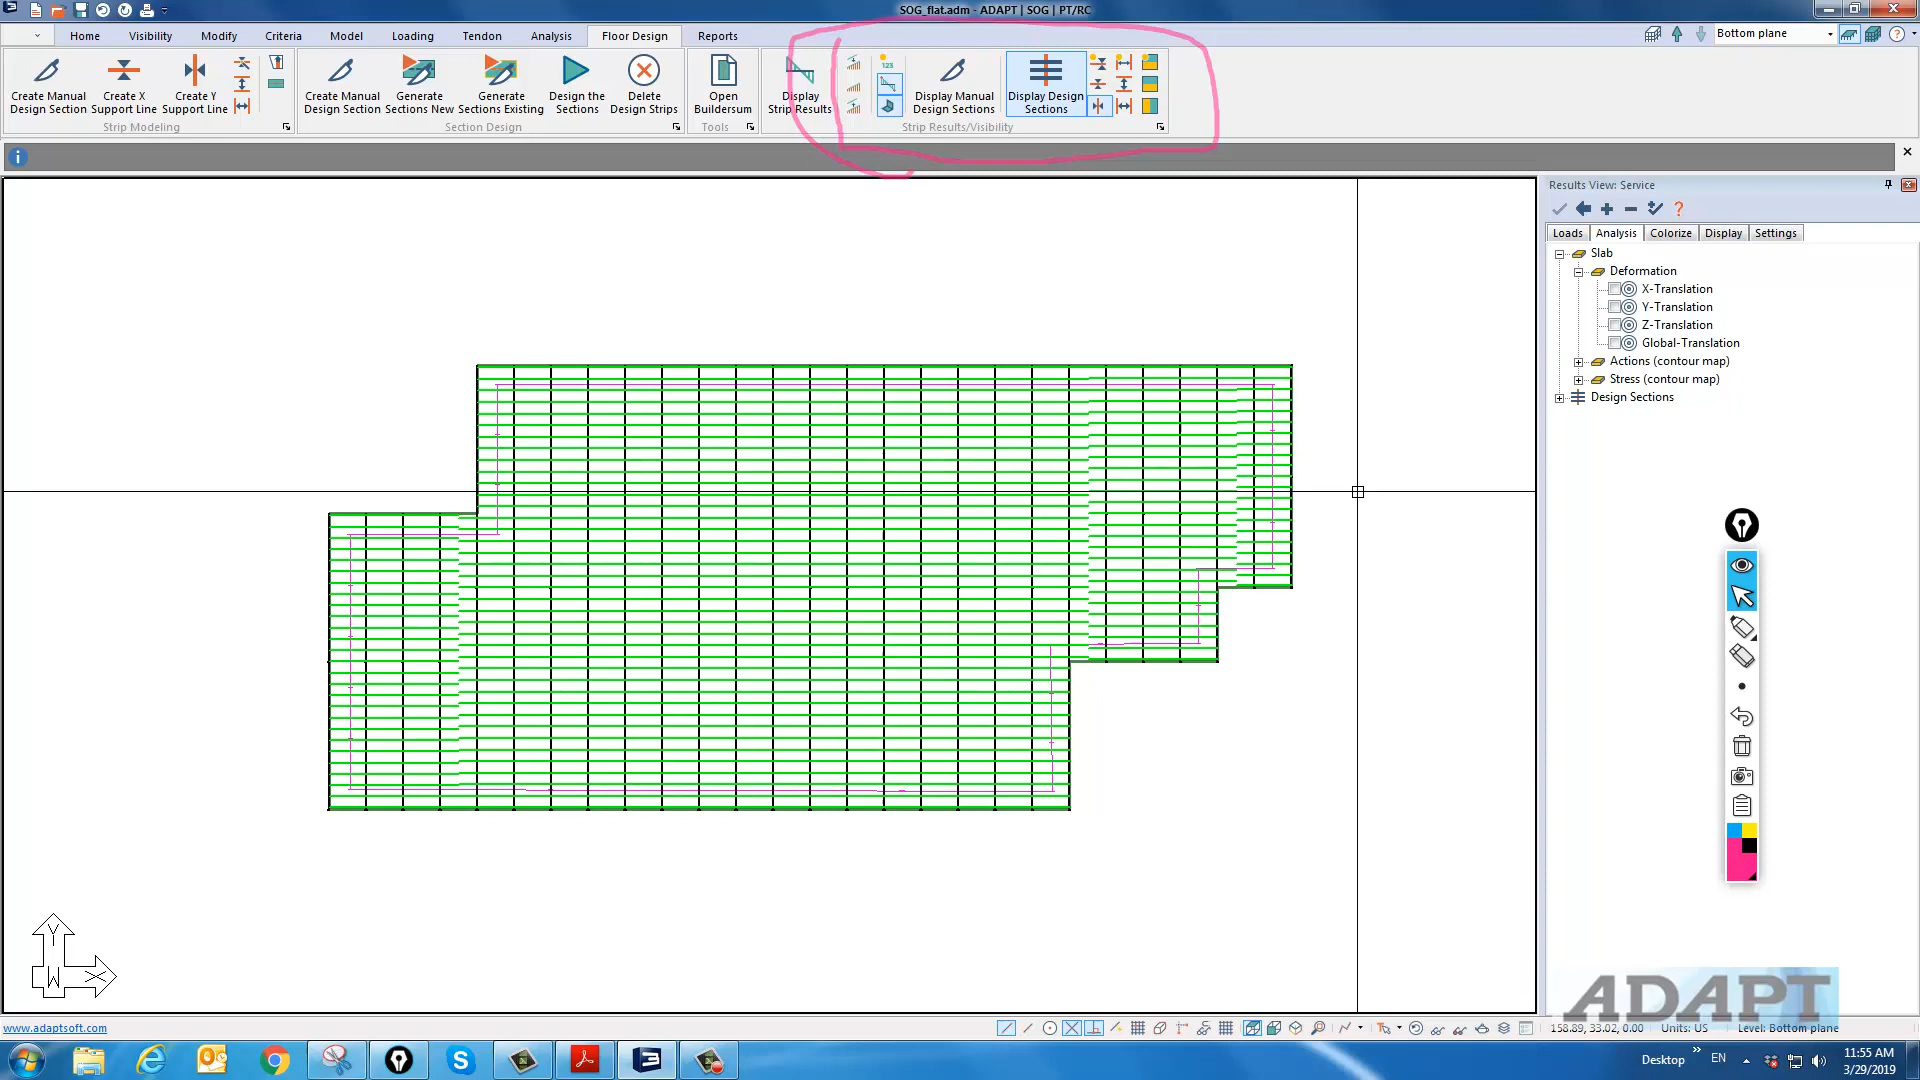 SOG_flat.adm - ADAPT | SOG | PT/RC
Home Visibility Modify Criteria Model Loading Tendon Analysis Floor Design Reports
Bottom plane
Create Manual Design Section
Create X Support Line
Create Y Support Line
Strip Modeling
Create Manual Design Section
Generate Sections New
Generate Sections Existing
Design the Sections
Delete Design Strips
Section Design
Open Buildersum
Tools
Display Strip Results
123
Display Manual Design Sections
Display Design Sections
Strip Results/Visibility
Results View: Service
Loads Analysis Colorize Display Settings
Slab
Deformation
X-Translation
Y-Translation
Z-Translation
Global-Translation
Actions (contour map)
Stress (contour map)
Design Sections
Y
W X
ADAPT
www.adaptsoft.com
158.89, 33.02, 0.00 Units: US Level: Bottom plane
Desktop EN
11:55 AM
3/29/2019